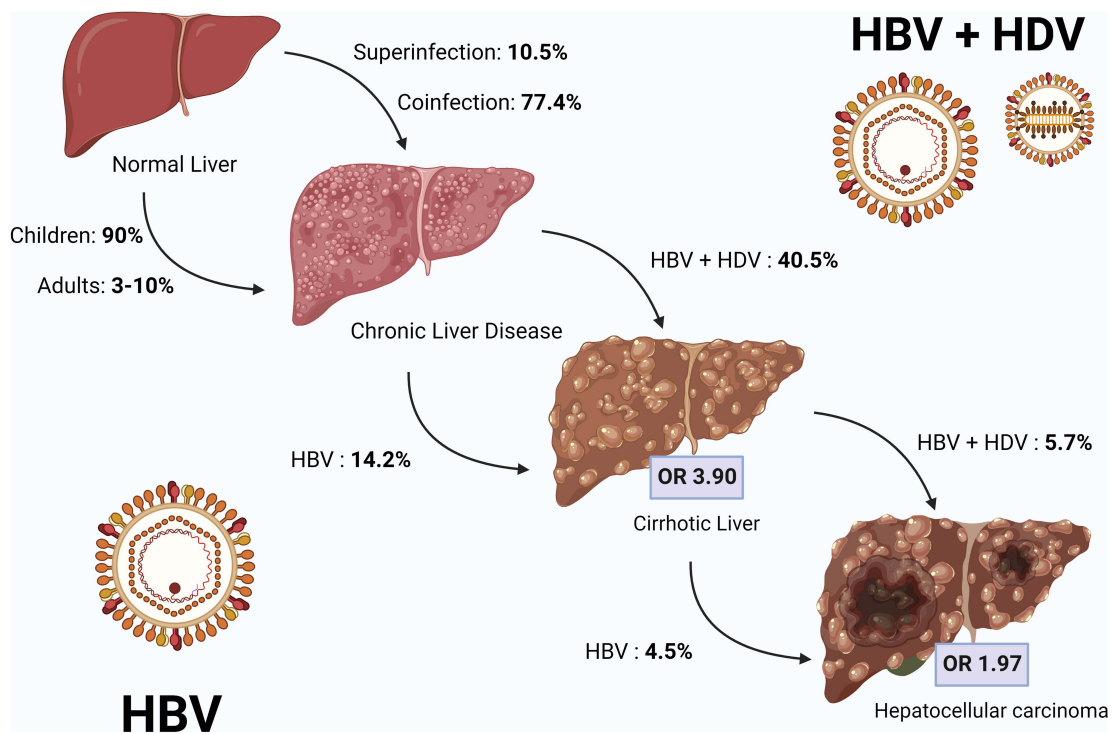 HBV + HDV
Superinfection: 10.5%
Coinfection: 77.4%
Normal Liver
Children: 90%
Adults: 3-10%
HBV + HDV : 40.5%
Chronic Liver Disease
HBV : 14.2%
HBV + HDV : 5.7%
OR 3.90
Cirrhotic Liver
HBV : 4.5%
OR 1.97
HBV
Hepatocellular carcinoma